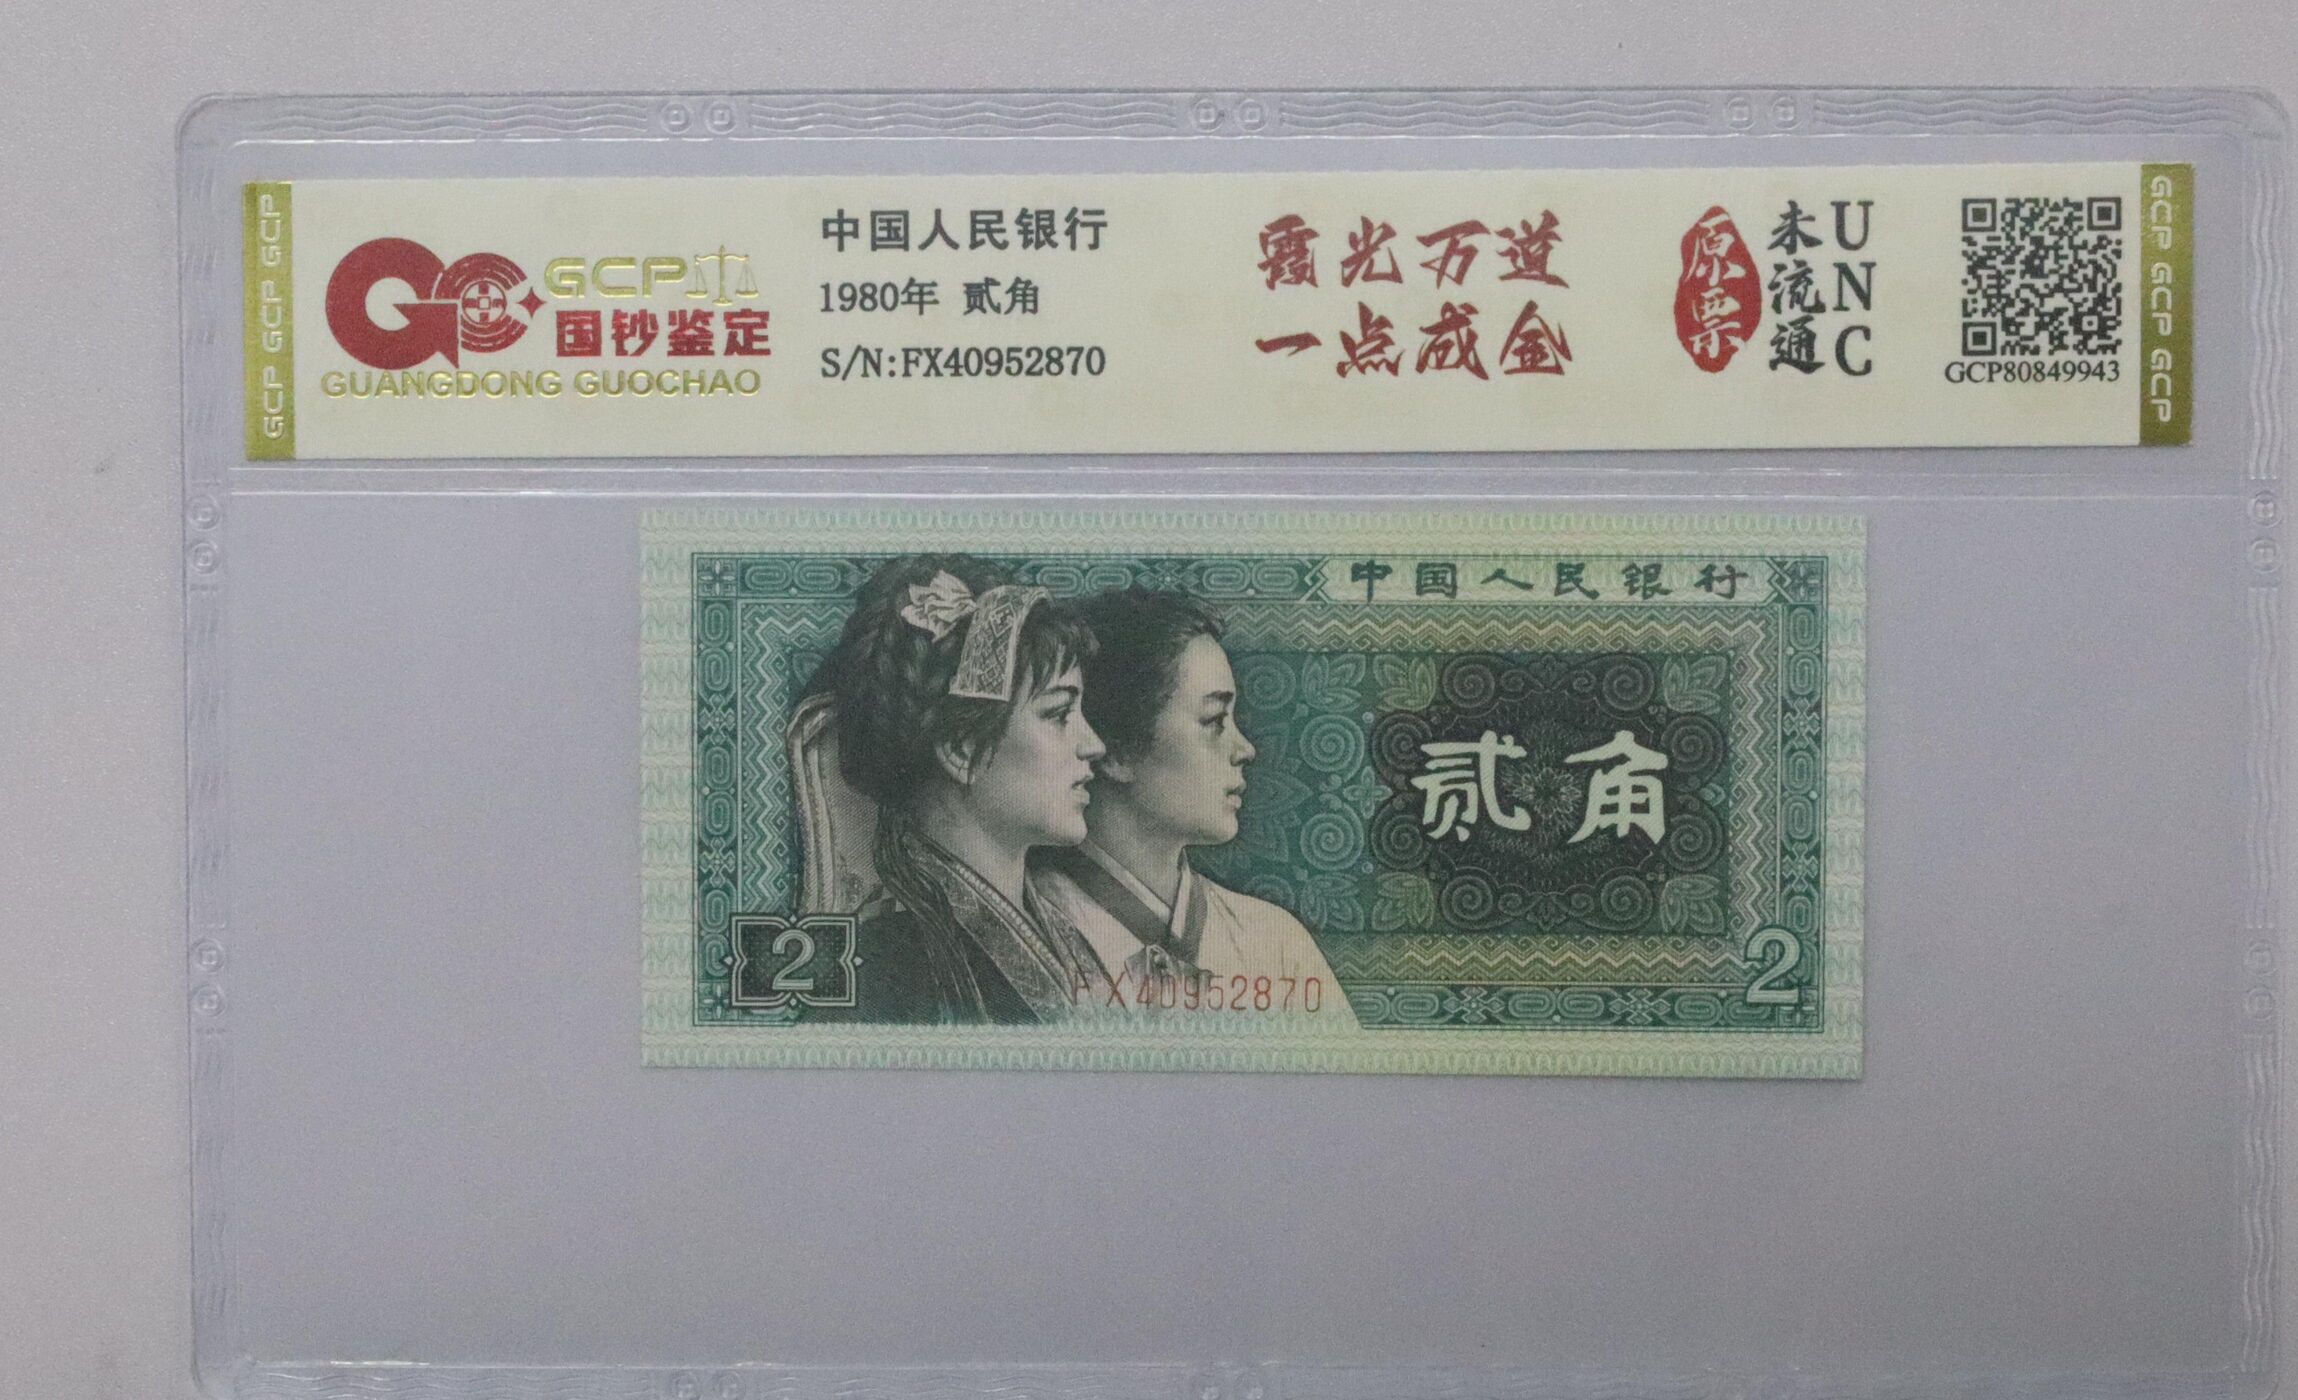 GCP GCP GCP
GCP
国钞鉴定
GUANGDONG GUOCHAO
中国人民银行
1980年 贰角
S/N:FX40952870
霞光万道
一点成金
原票
未流通
UNC
GCP80849943
GCP GCP GCP
中国人民银行
贰角
2
FX40952870
2